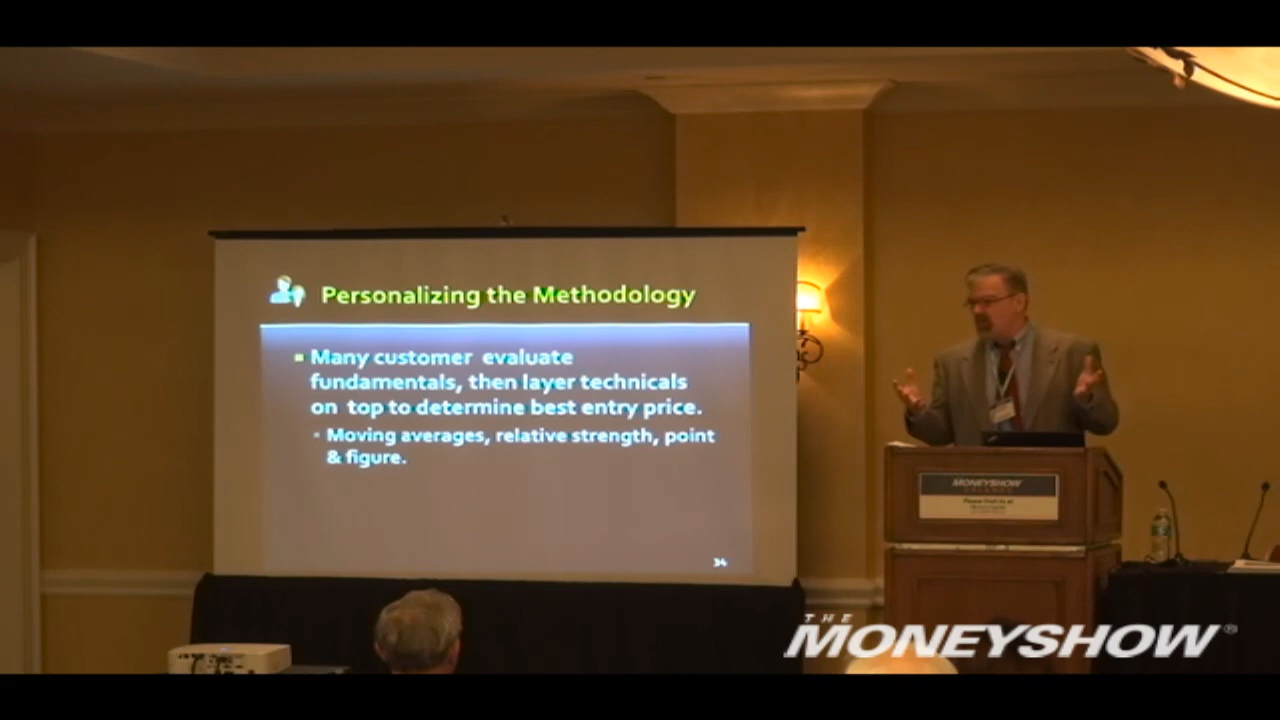 Personalizing the Methodology
Many customer evaluate
fundamentals, then layer technicals
on top to determine best entry price.
Moving averages, relative strength, point
& figure.
34
MONEYSHOW
ORLANDO
THE
MONEYSHOW®